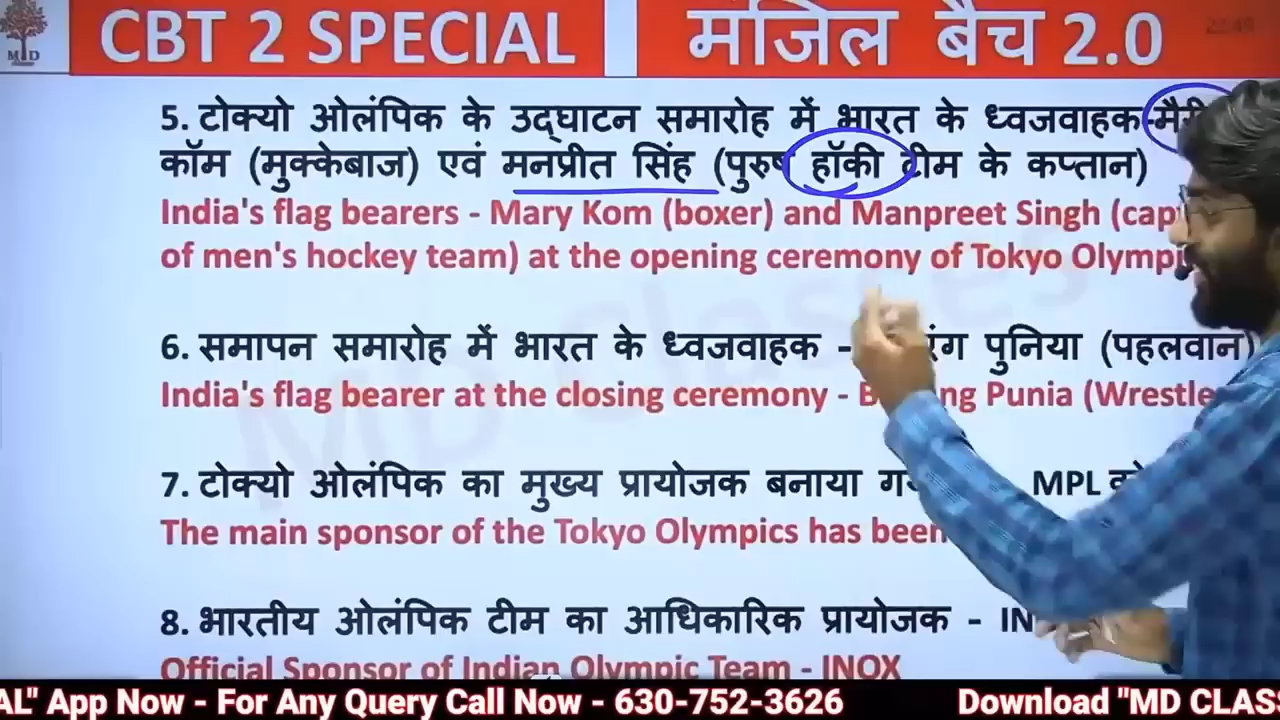 CBT 2 SPECIAL
मंजिल बैच 2.0
5. टोक्यो ओलंपिक के उद्घाटन समारोह में भारत के ध्वजवाहक-
कॉम (मुक्केबाज) एवं मनप्रीत सिंह (पुरुष हॉकी टीम के कप्तान)
India's flag bearers - Mary Kom (boxer) and Manpreet Singh
of men's hockey team) at the opening ceremony of Tokyo
6. समापन समारोह में भारत के ध्वजवाहक - पुनिया (पहलवान)
India's flag bearer at the closing ceremony - Punia
7. टोक्यो ओलंपिक का मुख्य प्रायोजक बनाया MPL
The main sponsor of the Tokyo Olympics has been
8. भारतीय ओलंपिक टीम का आधिकारिक प्रायोजक -
Official Sponsor of Indian Olympic Team - INOX
MD Classes
AL" App Now - For Any Query Call Now - 630-752-3626 Download "MD CLASS